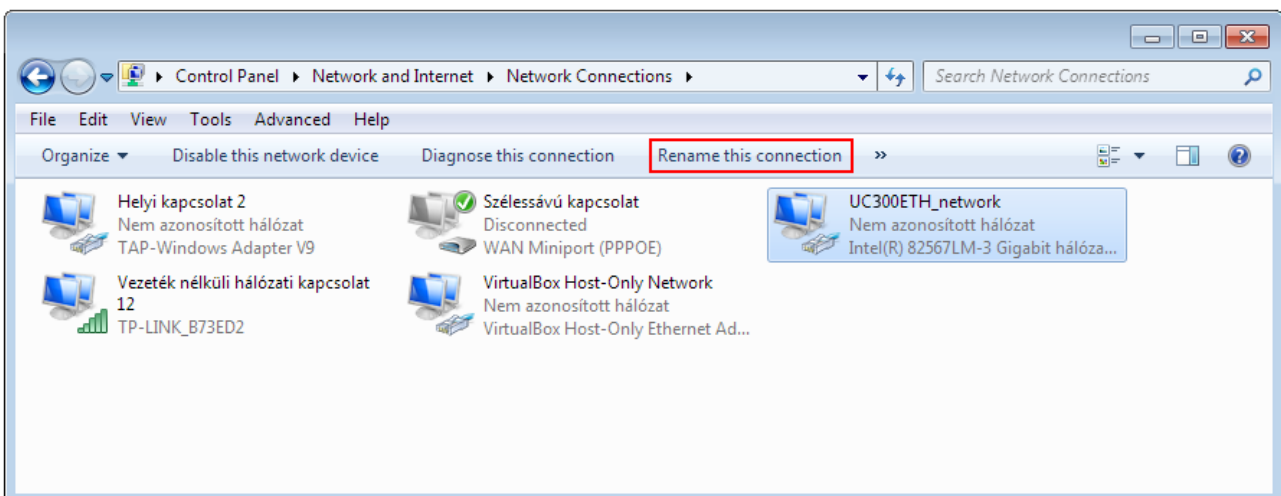 Control Panel Network and Internet Network Connections
Search Network Connections
File Edit View Tools Advanced Help
Organize Disable this network device Diagnose this connection Rename this connection »
Helyi kapcsolat 2
Nem azonosított hálózat
TAP-Windows Adapter V9
Szélessávú kapcsolat
Disconnected
WAN Miniport (PPPOE)
UC300ETH_network
Nem azonosított hálózat
Intel(R) 82567LM-3 Gigabit hálóza...
Vezeték nélküli hálózati kapcsolat
12
TP-LINK_B73ED2
VirtualBox Host-Only Network
Nem azonosított hálózat
VirtualBox Host-Only Ethernet Ad...